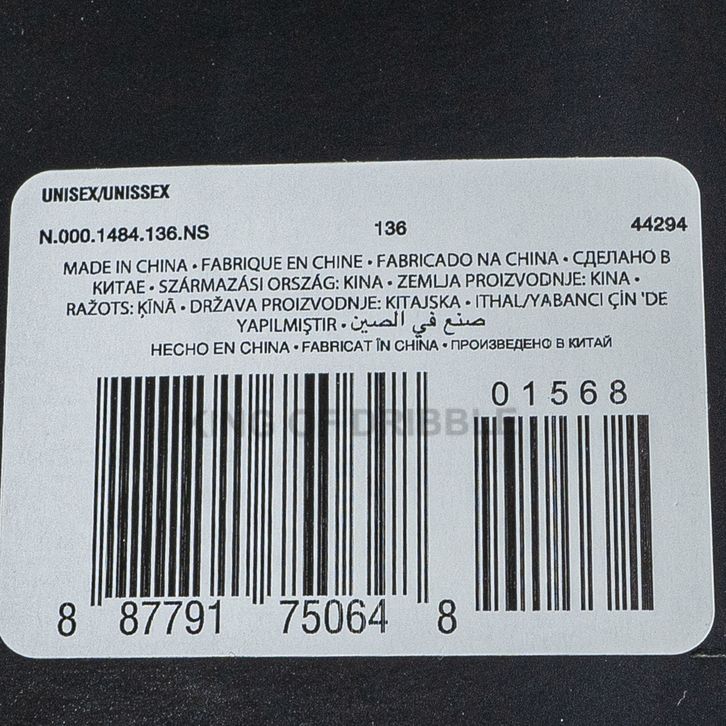 UNISEX/UNISSEX
N.000.1484.136.NS 136 44294
MADE IN CHINA • FABRIQUE EN CHINE • FABRICADO NA CHINA • СДЕЛАНО В
КИТАЕ • SZÁRMAZÁSI ORSZÁG: KINA • ZEMLJA PROIZVODNJE: KINA •
RAŽOTS: ĶĪNĀ • DRŽAVA PROIZVODNJE: KITAJSKA • ITHAL/YABANCI ÇİN 'DE
YAPILMIŞTIR • صنع في الصين
HECHO EN CHINA • FABRICAT ÎN CHINA • ПРОИЗВЕДЕНО В КИТАЙ
01568
KING OF DRIBBLE
8 87791 75064 8